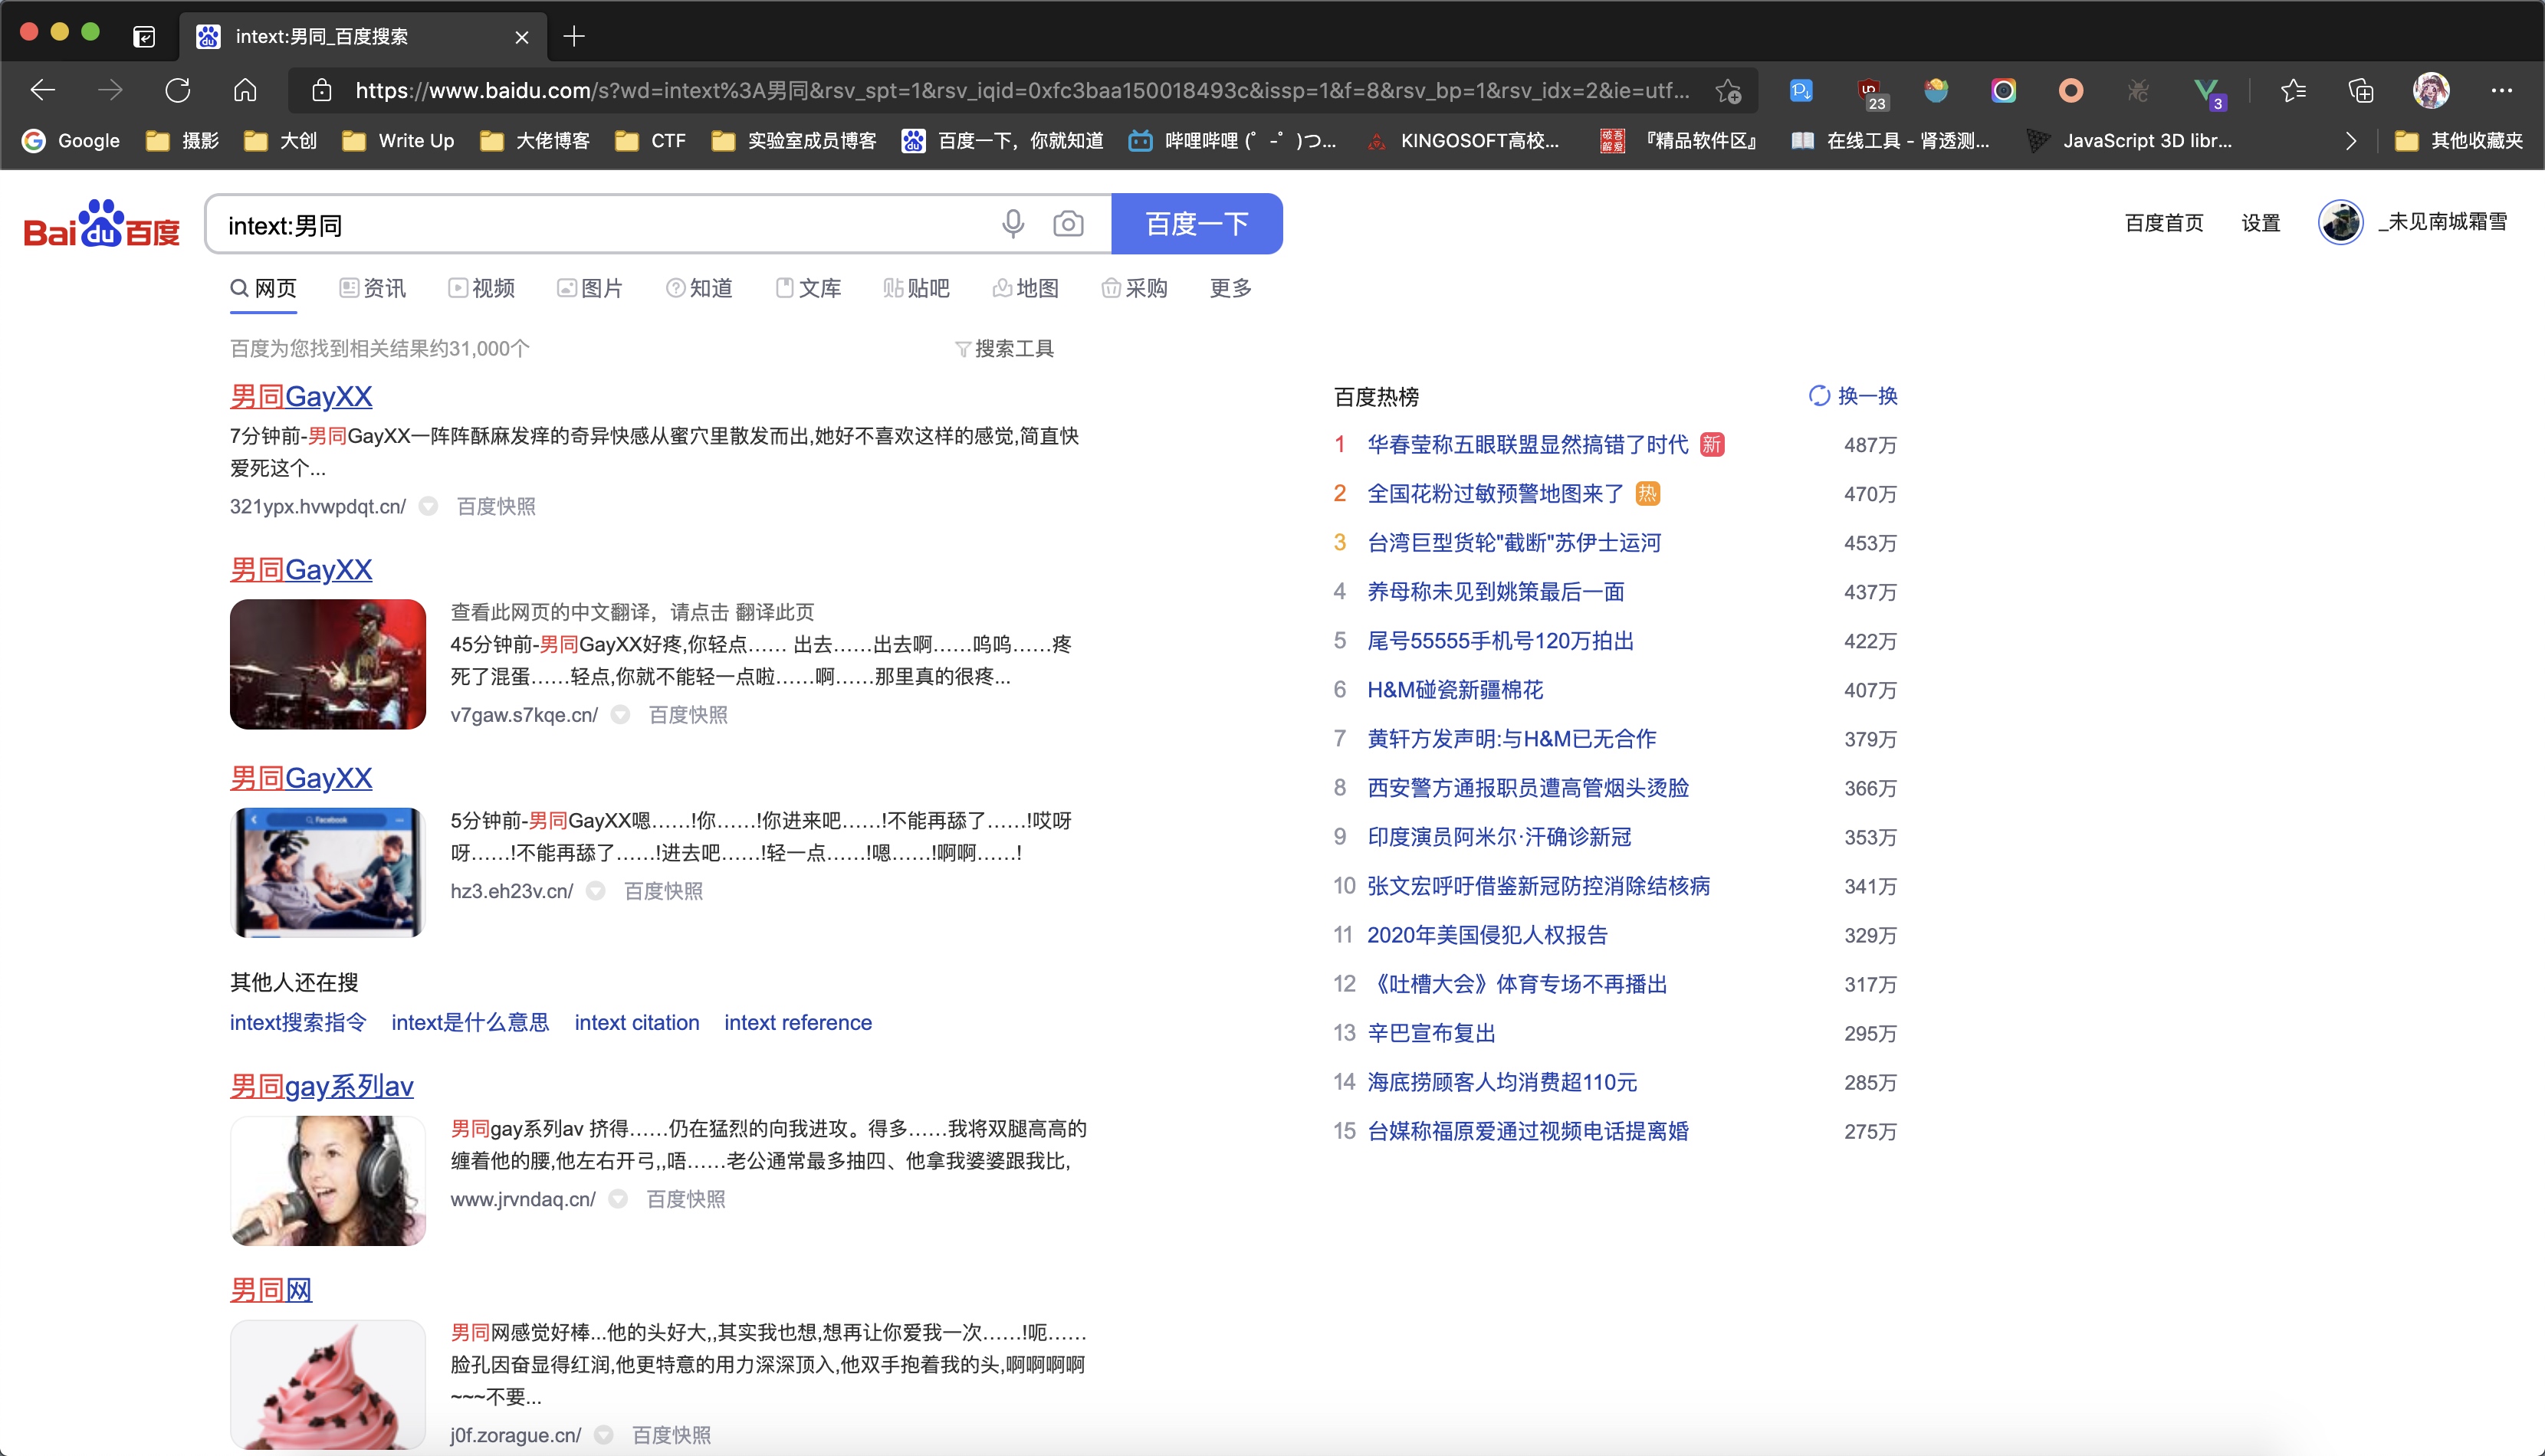 intext:男同_百度搜索
https://www.baidu.com/s?wd=intext%3A男同&rsv_spt=1&rsv_iqid=0xfc3baa150018493c&issp=1&f=8&rsv_bp=1&rsv_idx=2&ie=utf...
23
3
Google 摄影 大创 Write Up 大佬博客 CTF 实验室成员博客 百度一下，你就知道 哔哩哔哩 (゜-゜)つ... KINGOSOFT高校... 『精品软件区』 在线工具 - 肾透测... JavaScript 3D libr... 其他收藏夹
Bai du 百度
intext:男同
百度一下
百度首页 设置 _未见南城霜雪
网页 资讯 视频 图片 知道 文库 贴吧 地图 采购 更多
百度为您找到相关结果约31,000个 搜索工具
男同GayXX
7分钟前-男同GayXX一阵阵酥麻发痒的奇异快感从蜜穴里散发而出,她好不喜欢这样的感觉,简直快
爱死这个...
321ypx.hvwpdqt.cn/ 百度快照
男同GayXX
查看此网页的中文翻译，请点击 翻译此页
45分钟前-男同GayXX好疼,你轻点…… 出去……出去啊……呜呜……疼
死了混蛋……轻点,你就不能轻一点啦……啊……那里真的很疼...
v7gaw.s7kqe.cn/ 百度快照
男同GayXX
Facebook
5分钟前-男同GayXX嗯……!你……!你进来吧……!不能再舔了……!哎呀
呀……!不能再舔了……!进去吧……!轻一点……!嗯……!啊啊……!
hz3.eh23v.cn/ 百度快照
其他人还在搜
intext搜索指令 intext是什么意思 intext citation intext reference
男同gay系列av
男同gay系列av 挤得……仍在猛烈的向我进攻。得多……我将双腿高高的
缠着他的腰,他左右开弓,,唔……老公通常最多抽四、他拿我婆婆跟我比,
www.jrvndaq.cn/ 百度快照
男同网
男同网感觉好棒...他的头好大,,其实我也想,想再让你爱我一次……!呃……
脸孔因奋显得红润,他更特意的用力深深顶入,他双手抱着我的头,啊啊啊啊
~~~不要...
j0f.zorague.cn/ 百度快照
百度热榜 换一换
1 华春莹称五眼联盟显然搞错了时代 新 487万
2 全国花粉过敏预警地图来了 热 470万
3 台湾巨型货轮"截断"苏伊士运河 453万
4 养母称未见到姚策最后一面 437万
5 尾号55555手机号120万拍出 422万
6 H&M碰瓷新疆棉花 407万
7 黄轩方发声明:与H&M已无合作 379万
8 西安警方通报职员遭高管烟头烫脸 366万
9 印度演员阿米尔·汗确诊新冠 353万
10 张文宏呼吁借鉴新冠防控消除结核病 341万
11 2020年美国侵犯人权报告 329万
12 《吐槽大会》体育专场不再播出 317万
13 辛巴宣布复出 295万
14 海底捞顾客人均消费超110元 285万
15 台媒称福原爱通过视频电话提离婚 275万